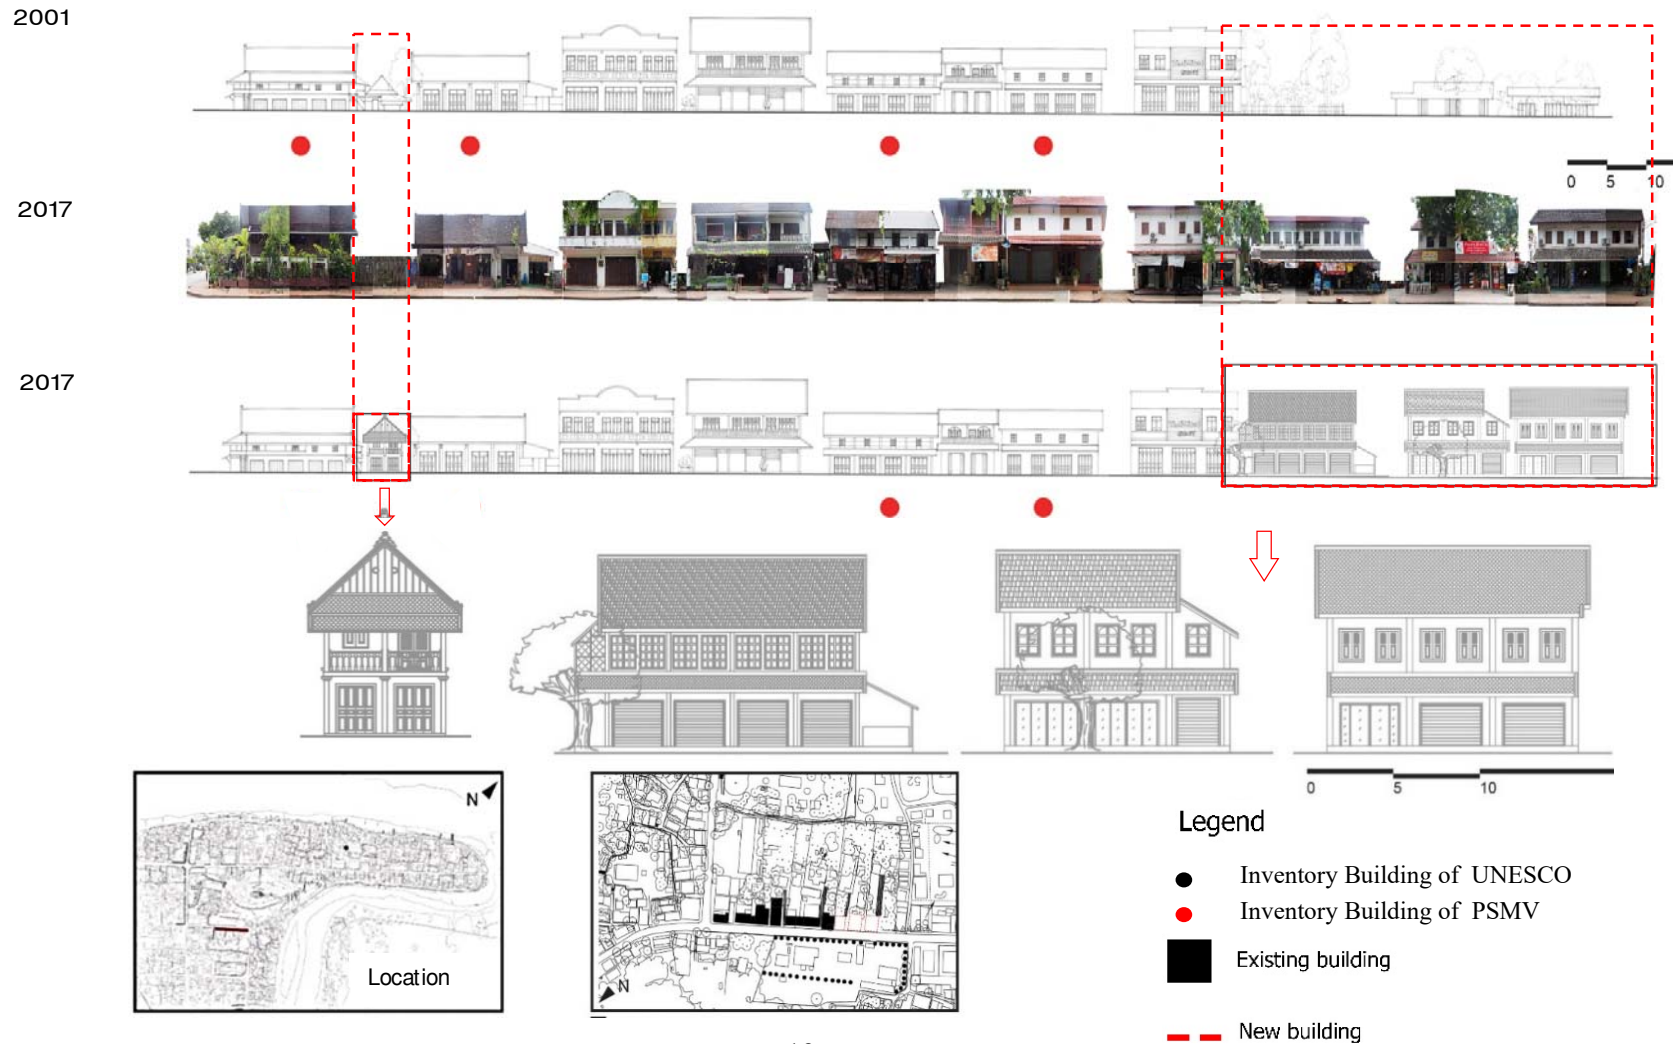 2001
0 5 10
2017
2017
0 5 10
N
Location
52
N
Legend
Inventory Building of UNESCO
Inventory Building of PSMV
Existing building
New building